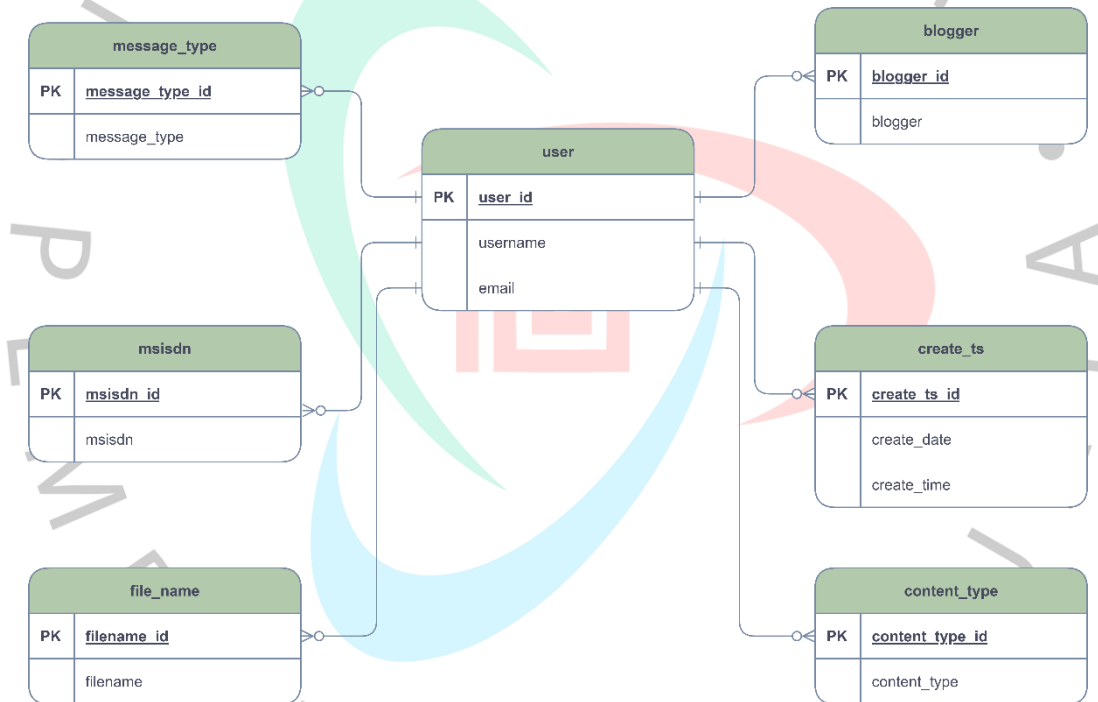 message_type
PK message_type_id
message_type
blogger
PK blogger_id
blogger
user
PK user_id
username
email
msisdn
PK msisdn_id
msisdn
create_ts
PK create_ts_id
create_date
create_time
file_name
PK filename_id
filename
content_type
PK content_type_id
content_type